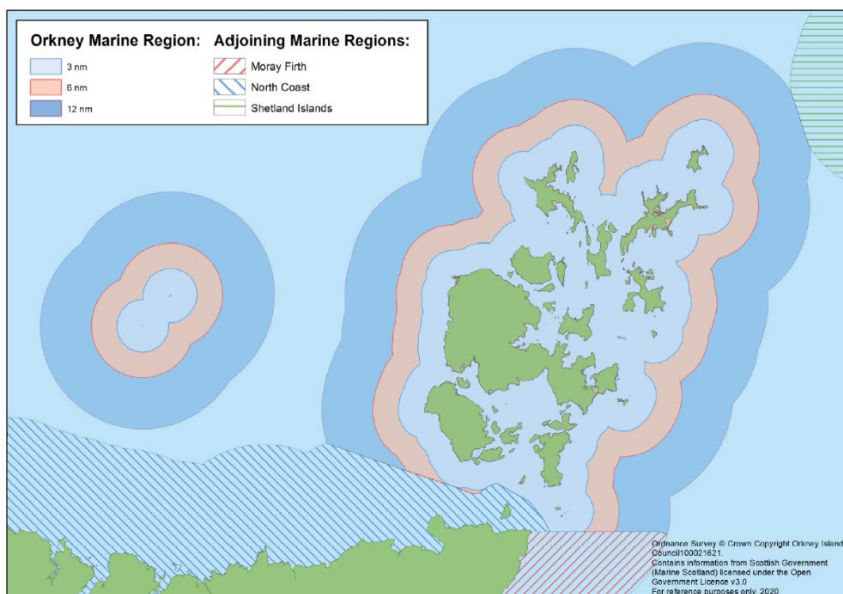 Orkney Marine Region: Adjoining Marine Regions:
3 nm Moray Firth
6 nm North Coast
12 nm Shetland Islands
Ordnance Survey © Crown Copyright Orkney Island
Council100021621.
Contains information from Scottish Government
(Marine Scotland) licensed under the Open
Government Licence v3.0
For reference purposes only, 2020